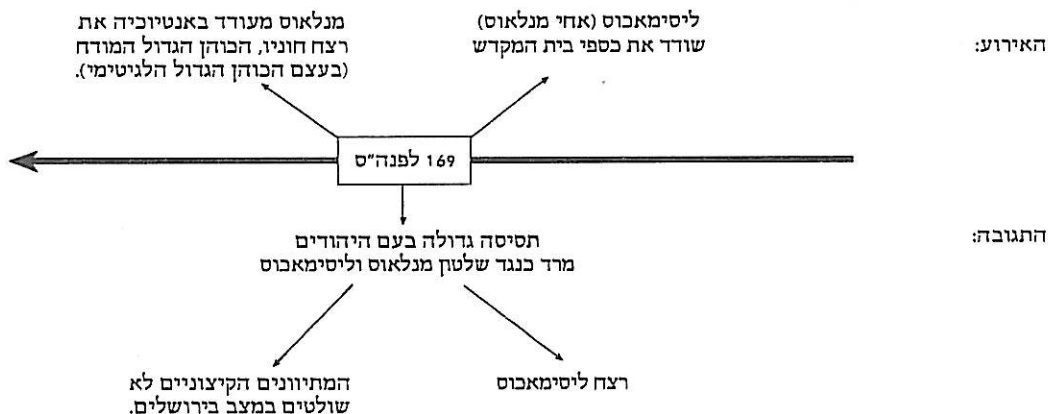 האירוע:
ליסימאכוס (אחי מנלאוס)
שודד את כספי בית המקדש
מנלאוס מעודד באנטיוכיה את
רצח חוניו, הכוהן הגדול המודח
(בעצם הכוהן הגדול הלגיטימי).
169 לפנה"ס
התגובה:
תסיסה גדולה בעם היהודים
מרד כנגד שלטון מנלאוס וליסימאכוס
רצח ליסימאכוס
המתיוונים הקיצוניים לא
שולטים במצב בירושלים.